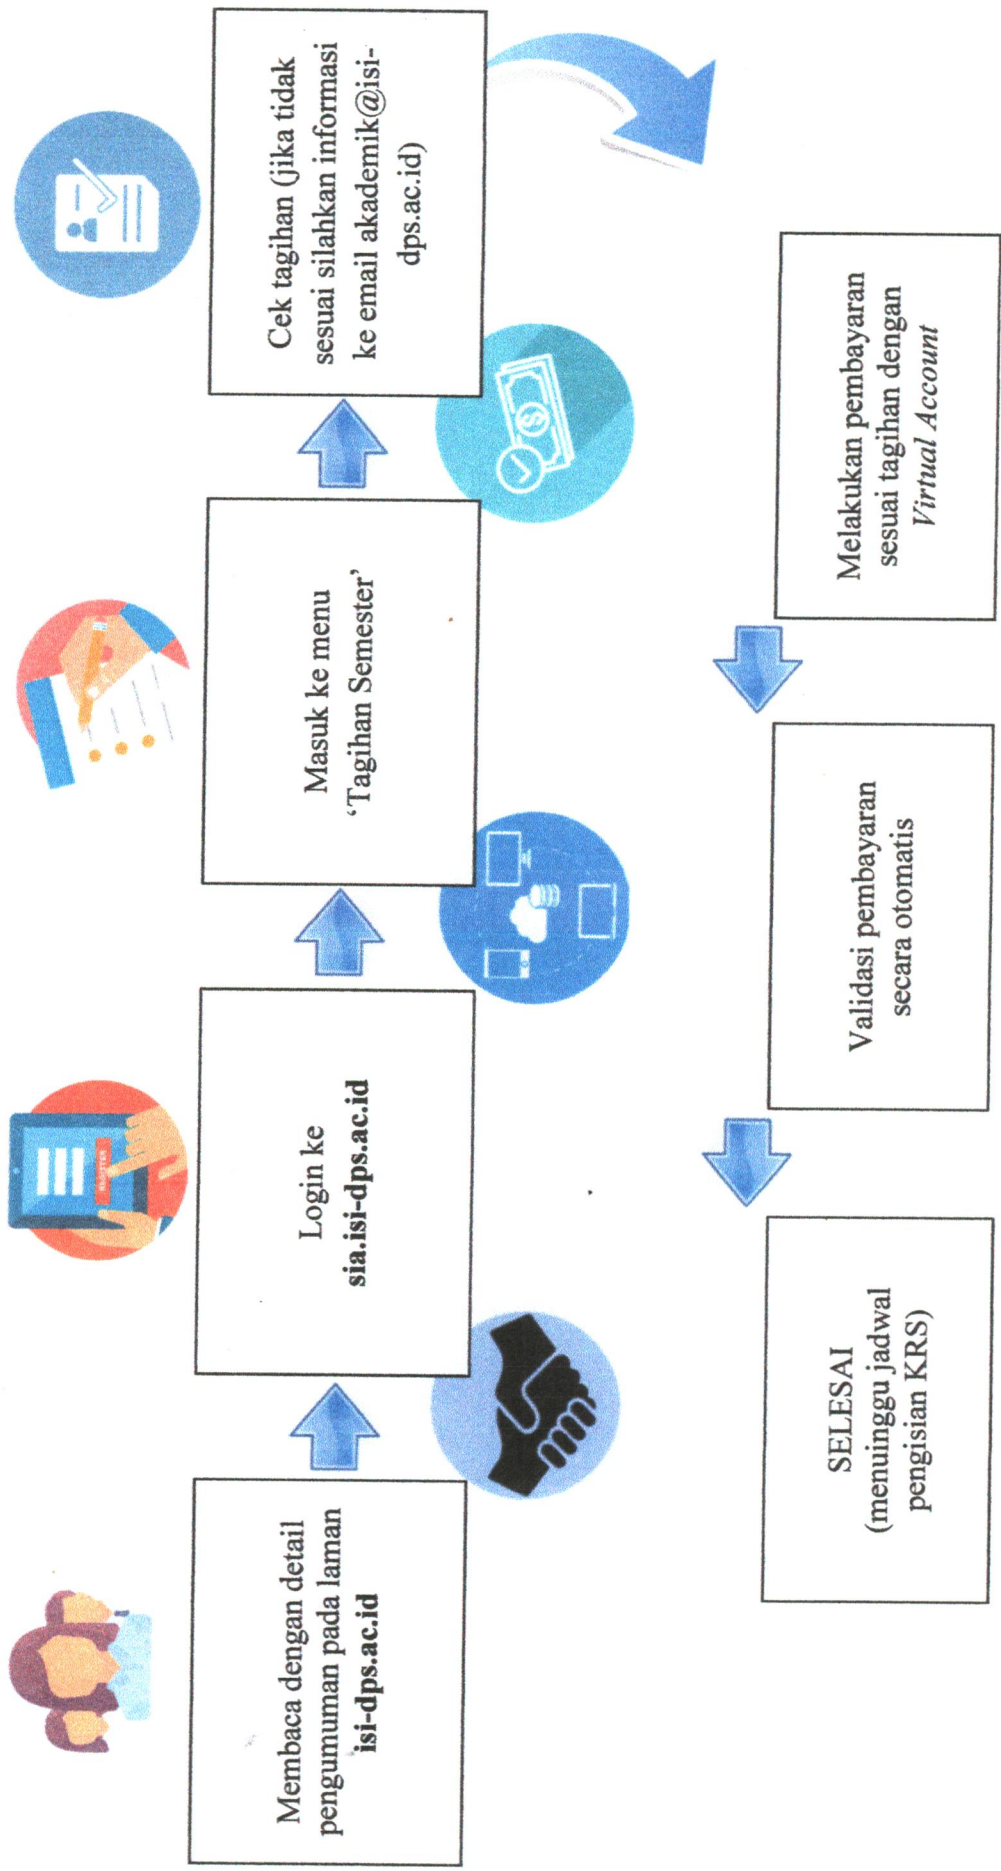 Membaca dengan detail
pengumuman pada laman
isi-dps.ac.id
Login ke
sia.isi-dps.ac.id
REGISTER
Masuk ke menu
‘Tagihan Semester’
Cek tagihan (jika tidak
sesuai silahkan informasi
ke email akademik@isi-
dps.ac.id)
Melakukan pembayaran
sesuai tagihan dengan
Virtual Account
Validasi pembayaran
secara otomatis
SELESAI
(menuinggu jadwal
pengisian KRS)